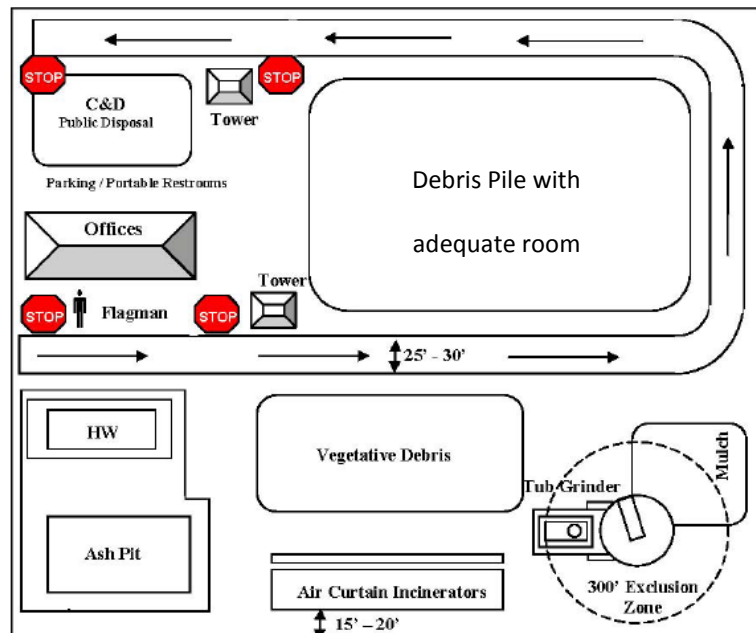 STOP
STOP
C&D
Public Disposal
Tower
Parking / Portable Restrooms
Debris Pile with
adequate room
Offices
Tower
STOP
Flagman
STOP
25' - 30'
HW
Vegetative Debris
Mulch
Tub Grinder
Ash Pit
Air Curtain Incinerators
300' Exclusion
Zone
15' – 20'